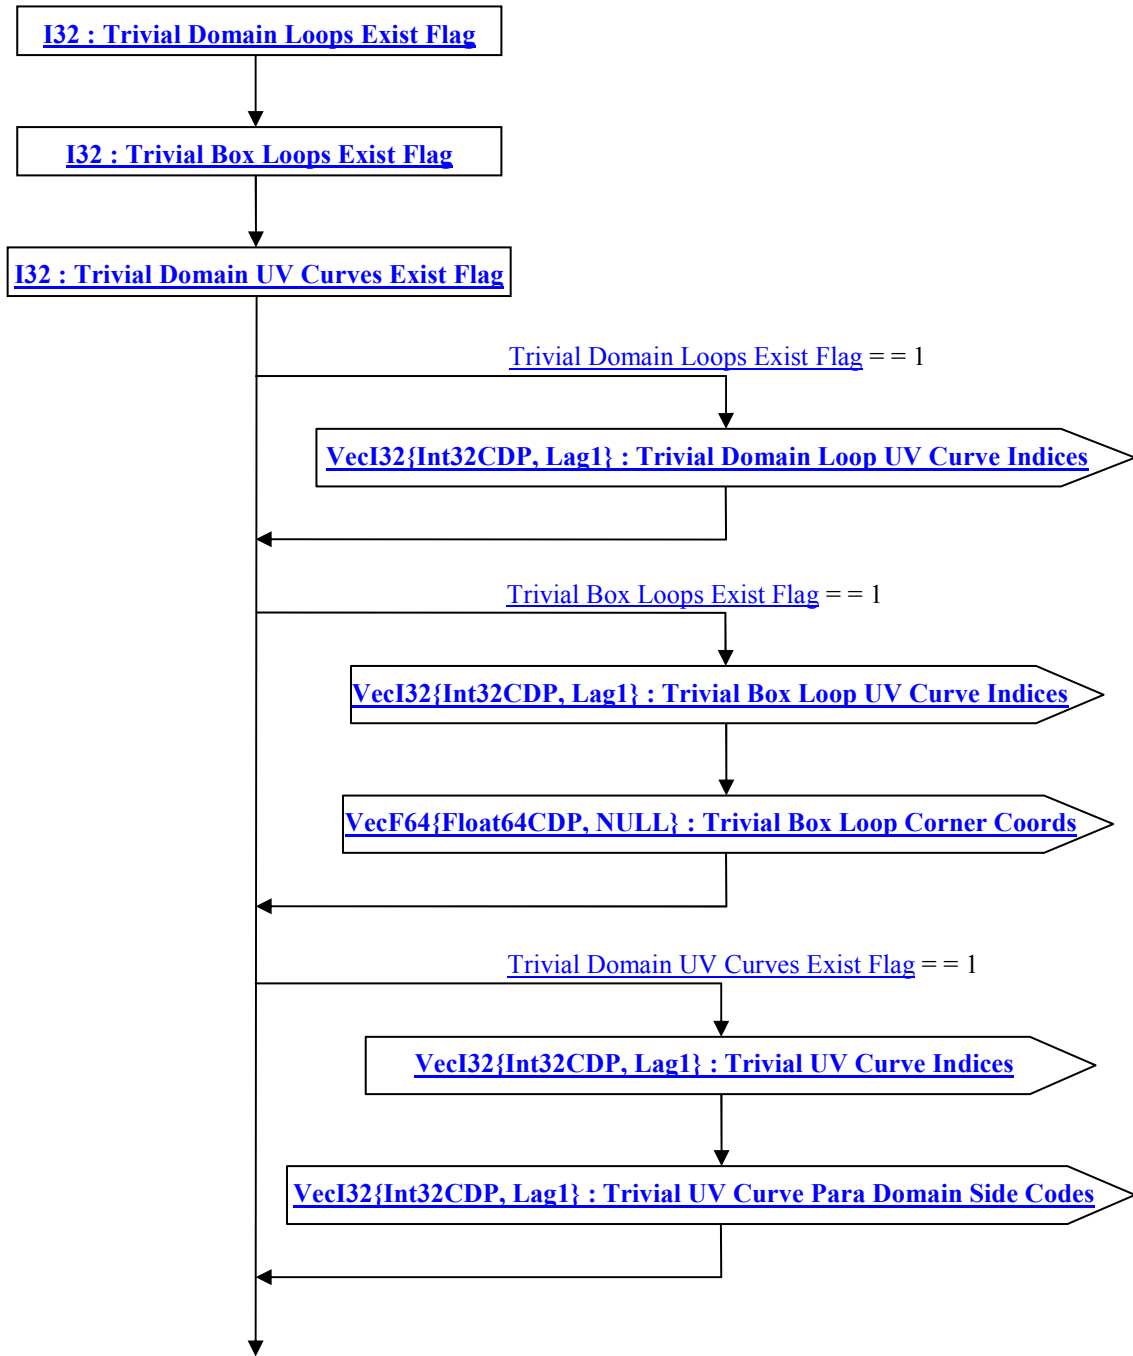 I32 : Trivial Domain Loops Exist Flag
I32 : Trivial Box Loops Exist Flag
I32 : Trivial Domain UV Curves Exist Flag
Trivial Domain Loops Exist Flag = = 1
VecI32{Int32CDP, Lag1} : Trivial Domain Loop UV Curve Indices
Trivial Box Loops Exist Flag = = 1
VecI32{Int32CDP, Lag1} : Trivial Box Loop UV Curve Indices
VecF64{Float64CDP, NULL} : Trivial Box Loop Corner Coords
Trivial Domain UV Curves Exist Flag = = 1
VecI32{Int32CDP, Lag1} : Trivial UV Curve Indices
VecI32{Int32CDP, Lag1} : Trivial UV Curve Para Domain Side Codes